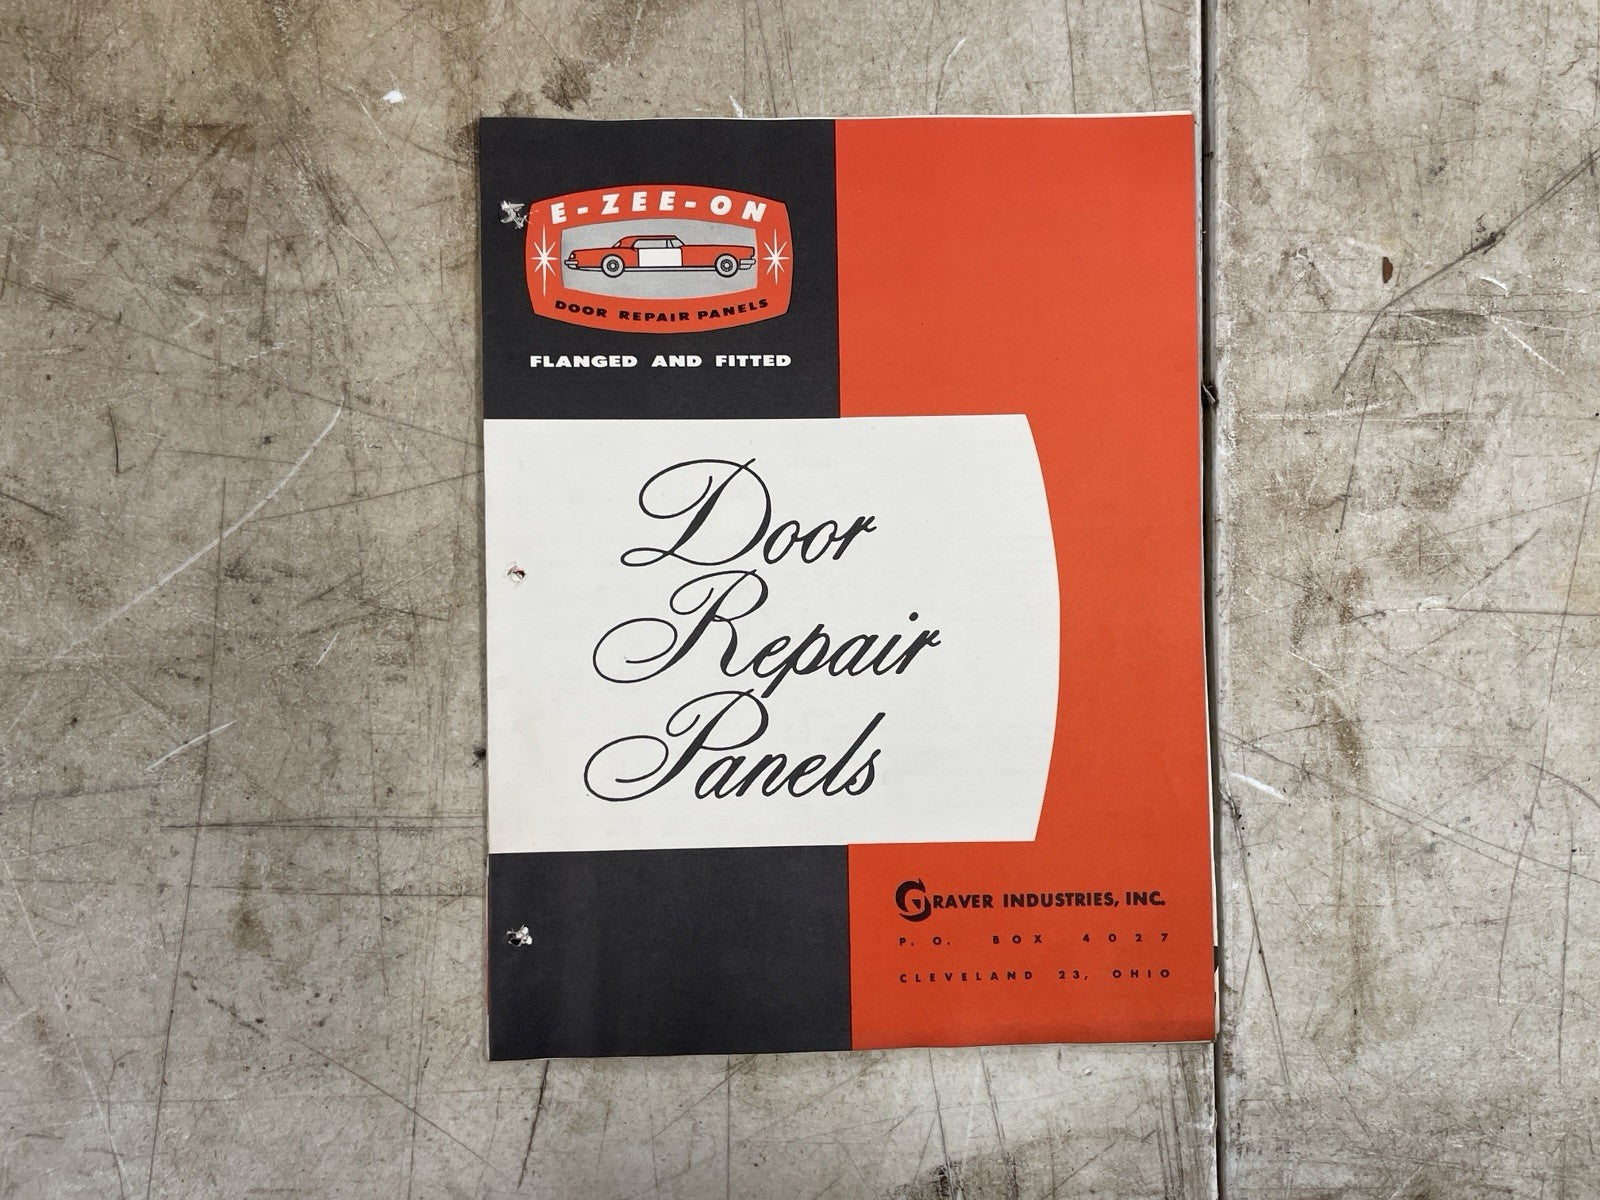 E-ZEE-ON
DOOR REPAIR PANELS
FLANGED AND FITTED
Door
Repair
Panels
GRAVER INDUSTRIES, INC.
P. O. BOX 4027
CLEVELAND 23, OHIO